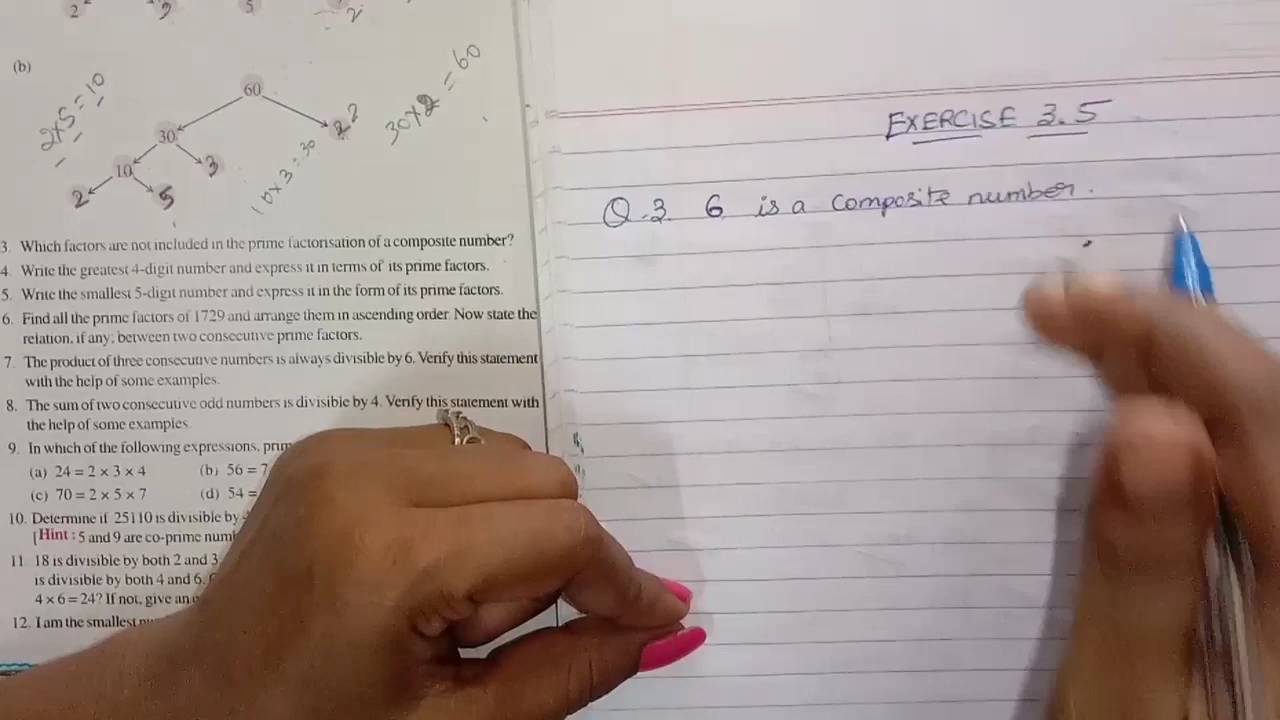 (b)
2×5=10
60
30×2=60
30
2 2
10×3=30
10
3
2
5
EXERCISE 3.5
Q.3 6 is a composite number.
3. Which factors are not included in the prime factorisation of a composite number?
4. Write the greatest 4-digit number and express it in terms of its prime factors.
5. Write the smallest 5-digit number and express it in the form of its prime factors.
6. Find all the prime factors of 1729 and arrange them in ascending order. Now state the
relation, if any; between two consecutive prime factors.
7. The product of three consecutive numbers is always divisible by 6. Verify this statement
with the help of some examples.
8. The sum of two consecutive odd numbers is divisible by 4. Verify this statement with
the help of some examples.
9. In which of the following expressions,
(a) 24 = 2 × 3 × 4 (b) 56 = 7
(c) 70 = 2 × 5 × 7 (d) 54 =
10. Determine if 25110 is divisible by
[Hint : 5 and 9 are co-prime
11. 18 is divisible by both 2 and 3
is divisible by both 4 and 6.
4 × 6 = 24? If not, give an
12. I am the smallest